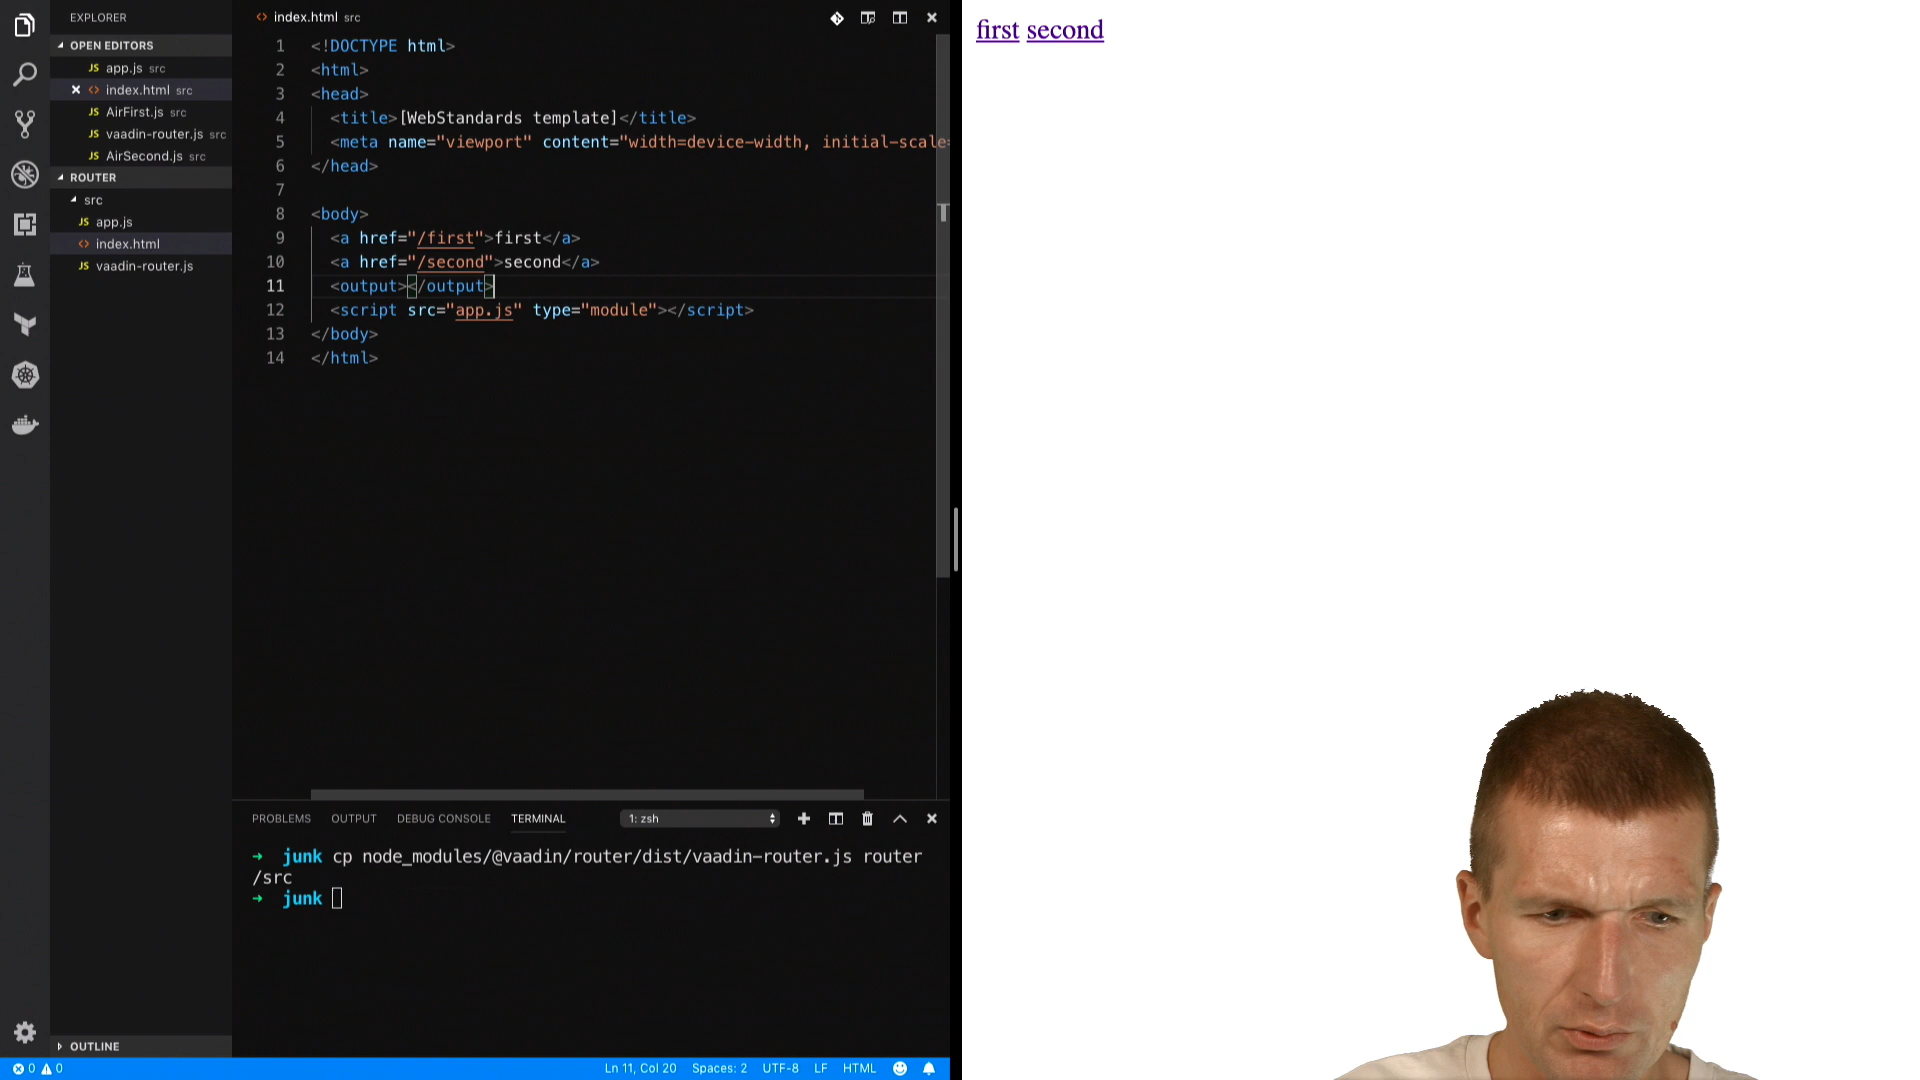 EXPLORER
OPEN EDITORS
JS app.js src
index.html src
JS AirFirst.js src
JS vaadin-router.js src
JS AirSecond.js src
ROUTER
src
JS app.js
index.html
JS vaadin-router.js
OUTLINE
index.html src
1 <!DOCTYPE html>
2 <html>
3 <head>
4 <title>[WebStandards template]</title>
5 <meta name="viewport" content="width=device-width, initial-scale=
6 </head>
7
8 <body>
9 <a href="/first">first</a>
10 <a href="/second">second</a>
11 <output></output>
12 <script src="app.js" type="module"></script>
13 </body>
14 </html>
PROBLEMS OUTPUT DEBUG CONSOLE TERMINAL 1: zsh
➜ junk cp node_modules/@vaadin/router/dist/vaadin-router.js router
/src
➜ junk
0 0 Ln 11, Col 20 Spaces: 2 UTF-8 LF HTML
first second